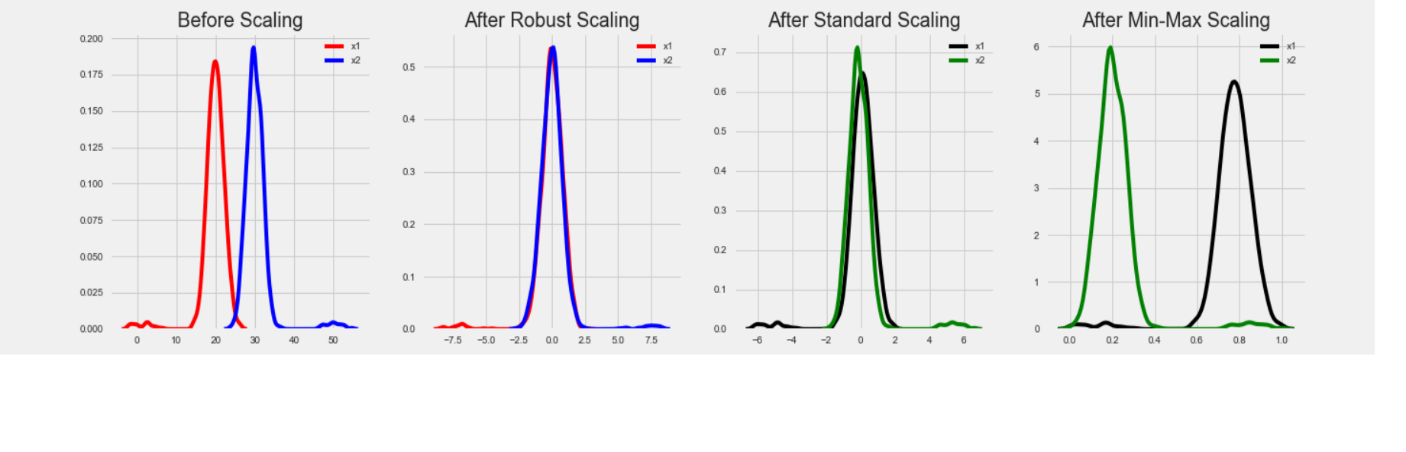 Before Scaling
x1
x2
0.200
0.175
0.150
0.125
0.100
0.075
0.050
0.025
0.000
0 10 20 30 40 50
After Robust Scaling
x1
x2
0.5
0.4
0.3
0.2
0.1
0.0
−7.5 −5.0 −2.5 0.0 2.5 5.0 7.5
After Standard Scaling
x1
x2
0.7
0.6
0.5
0.4
0.3
0.2
0.1
0.0
−6 −4 −2 0 2 4 6
After Min-Max Scaling
x1
x2
6
5
4
3
2
1
0
0.0 0.2 0.4 0.6 0.8 1.0